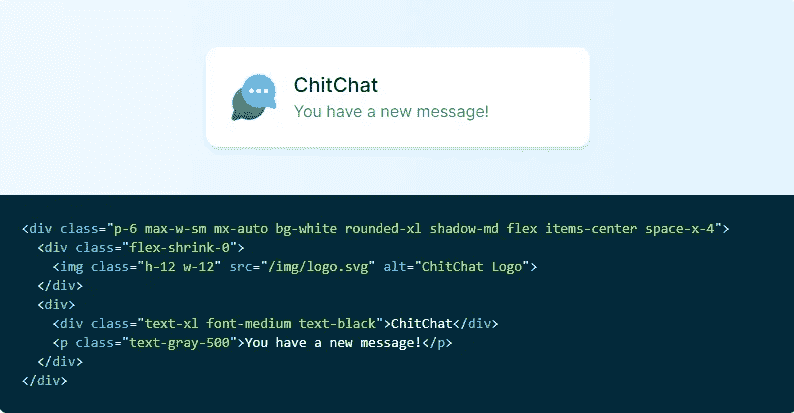 ChitChat
You have a new message!
<div class="p-6 max-w-sm mx-auto bg-white rounded-xl shadow-md flex items-center space-x-4">
  <div class="flex-shrink-0">
    <img class="h-12 w-12" src="/img/logo.svg" alt="ChitChat Logo">
  </div>
  <div>
    <div class="text-xl font-medium text-black">ChitChat</div>
    <p class="text-gray-500">You have a new message!</p>
  </div>
</div>